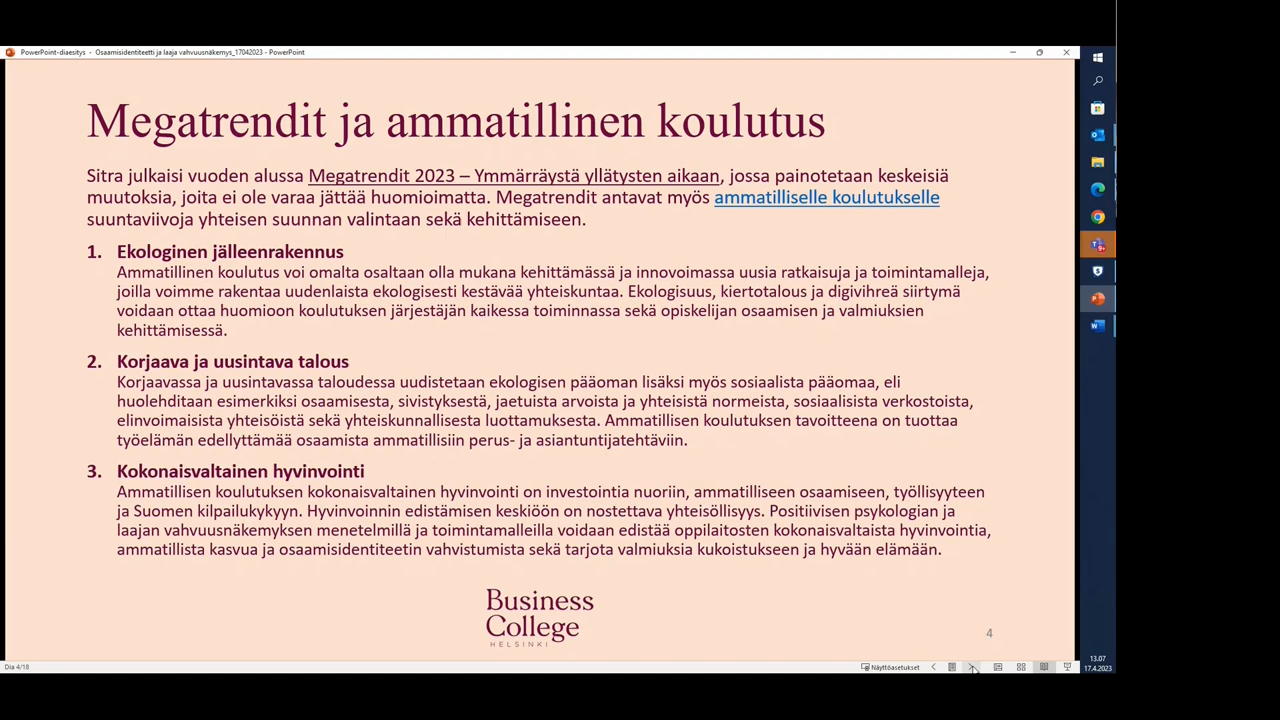 PowerPoint-diaesitys - Osaamisidentiteetti ja laaja vahvuusnäkemys_17042023 - PowerPoint
Megatrendit ja ammatillinen koulutus
Sitra julkaisi vuoden alussa Megatrendit 2023 – Ymmärräystä yllätysten aikaan, jossa painotetaan keskeisiä
muutoksia, joita ei ole varaa jättää huomioimatta. Megatrendit antavat myös ammatilliselle koulutukselle
suuntaviivoja yhteisen suunnan valintaan sekä kehittämiseen.
1. Ekologinen jälleenrakennus
Ammatillinen koulutus voi omalta osaltaan olla mukana kehittämässä ja innovoimassa uusia ratkaisuja ja toimintamalleja,
joilla voimme rakentaa uudenlaista ekologisesti kestävää yhteiskuntaa. Ekologisuus, kiertotalous ja digivihreä siirtymä
voidaan ottaa huomioon koulutuksen järjestäjän kaikessa toiminnassa sekä opiskelijan osaamisen ja valmiuksien
kehittämisessä.
2. Korjaava ja uusintava talous
Korjaavassa ja uusintavassa taloudessa uudistetaan ekologisen pääoman lisäksi myös sosiaalista pääomaa, eli
huolehditaan esimerkiksi osaamisesta, sivistyksestä, jaetuista arvoista ja yhteisistä normeista, sosiaalisista verkostoista,
elinvoimaisista yhteisöistä sekä yhteiskunnallisesta luottamuksesta. Ammatillisen koulutuksen tavoitteena on tuottaa
työelämän edellyttämää osaamista ammatillisiin perus- ja asiantuntijatehtäviin.
3. Kokonaisvaltainen hyvinvointi
Ammatillisen koulutuksen kokonaisvaltainen hyvinvointi on investointia nuoriin, ammatilliseen osaamiseen, työllisyyteen
ja Suomen kilpailukykyyn. Hyvinvoinnin edistämisen keskiöön on nostettava yhteisöllisyys. Positiivisen psykologian ja
laajan vahvuusnäkemyksen menetelmillä ja toimintamalleilla voidaan edistää oppilaitosten kokonaisvaltaista hyvinvointia,
ammatillista kasvua ja osaamisidentiteetin vahvistumista sekä tarjota valmiuksia kukoistukseen ja hyvään elämään.
Business
College
HELSINKI
4
Dia 4/18
Näyttöasetukset
13.07
17.4.2023